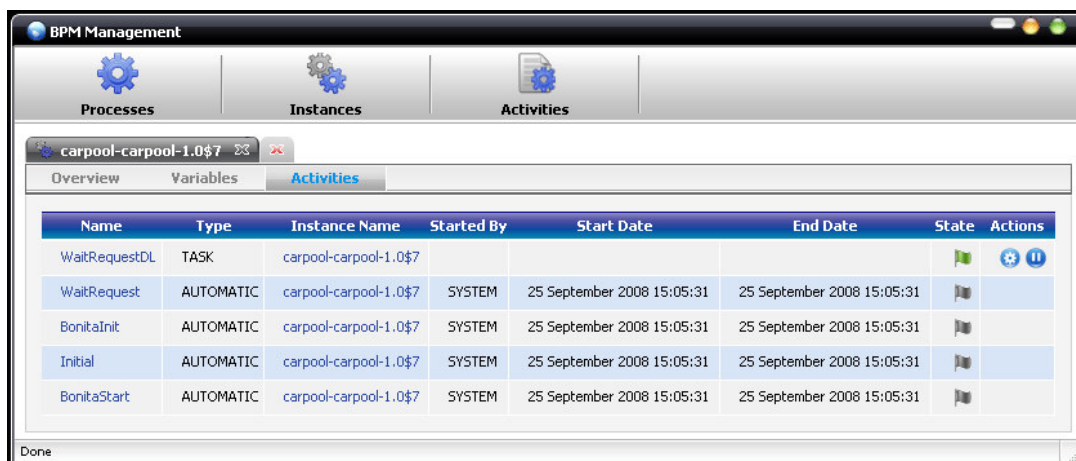 BPM Management
Processes Instances Activities
carpool-carpool-1.0$7
Overview Variables Activities
Name Type Instance Name Started By Start Date End Date State Actions
WaitRequestDL TASK carpool-carpool-1.0$7
WaitRequest AUTOMATIC carpool-carpool-1.0$7 SYSTEM 25 September 2008 15:05:31 25 September 2008 15:05:31
BonitaInit AUTOMATIC carpool-carpool-1.0$7 SYSTEM 25 September 2008 15:05:31 25 September 2008 15:05:31
Initial AUTOMATIC carpool-carpool-1.0$7 SYSTEM 25 September 2008 15:05:31 25 September 2008 15:05:31
BonitaStart AUTOMATIC carpool-carpool-1.0$7 SYSTEM 25 September 2008 15:05:31 25 September 2008 15:05:31
Done